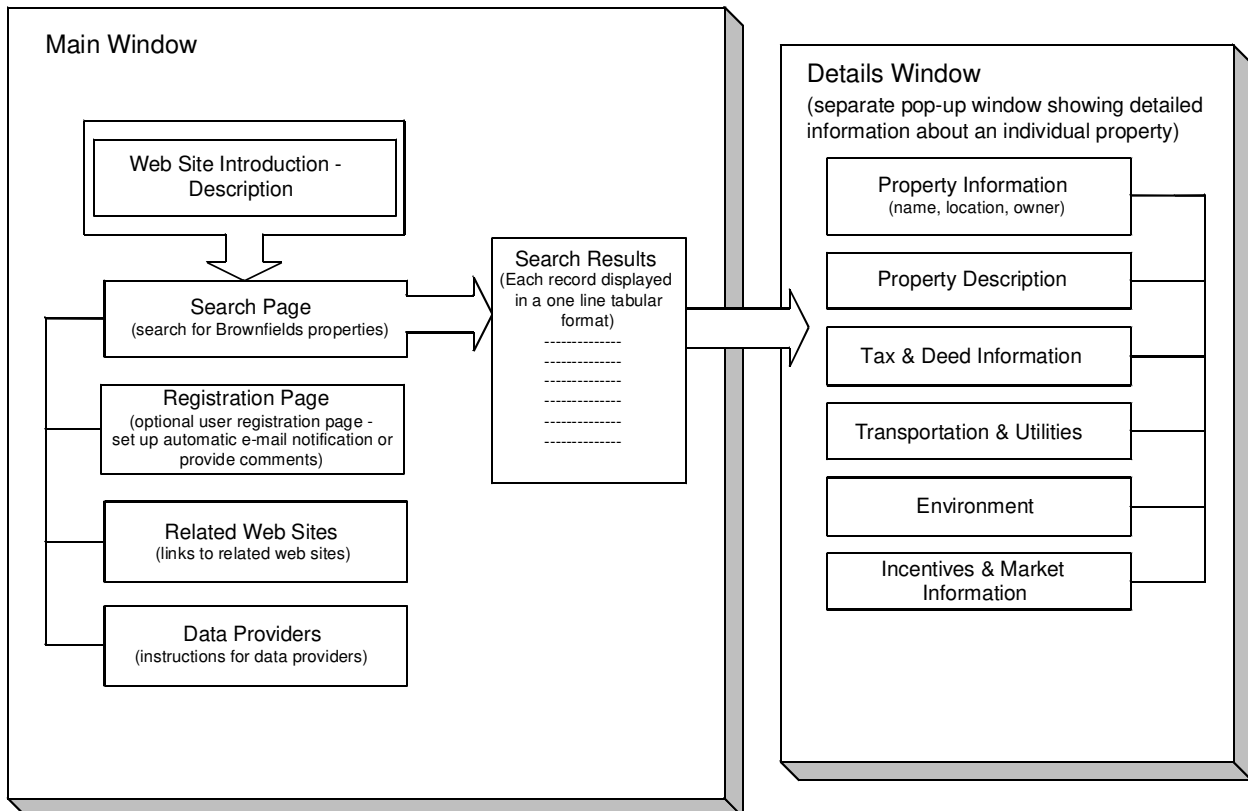 Main Window
Web Site Introduction -
Description
Search Page
(search for Brownfields properties)
Registration Page
(optional user registration page -
set up automatic e-mail notification or
provide comments)
Related Web Sites
(links to related web sites)
Data Providers
(instructions for data providers)
Search Results
(Each record displayed
in a one line tabular
format)
--------------
--------------
--------------
--------------
--------------
--------------
Details Window
(separate pop-up window showing detailed
information about an individual property)
Property Information
(name, location, owner)
Property Description
Tax & Deed Information
Transportation & Utilities
Environment
Incentives & Market
Information